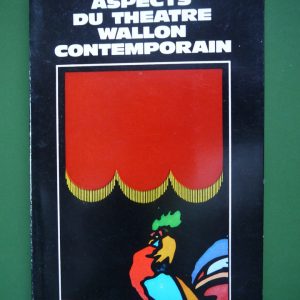 ASPECTS
DU THEATRE
WALLON
CONTEMPORAIN